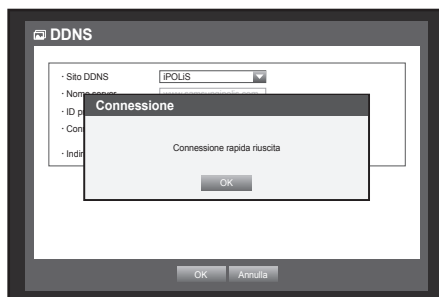 DDNS
· Sito DDNS
iPOLiS
· Nome server
· ID p
· Con
· Indir
Connessione
Connessione rapida riuscita
OK
OK
Annulla